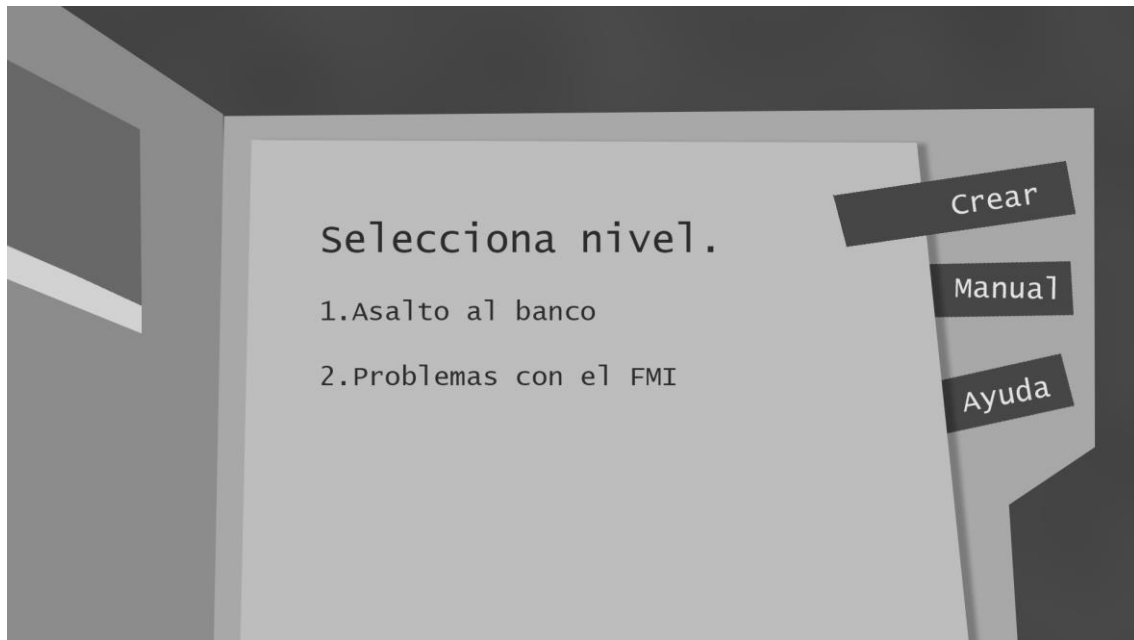 Selecciona nivel.
1.Asalto al banco
2.Problemas con el FMI
Crear
Manual
Ayuda